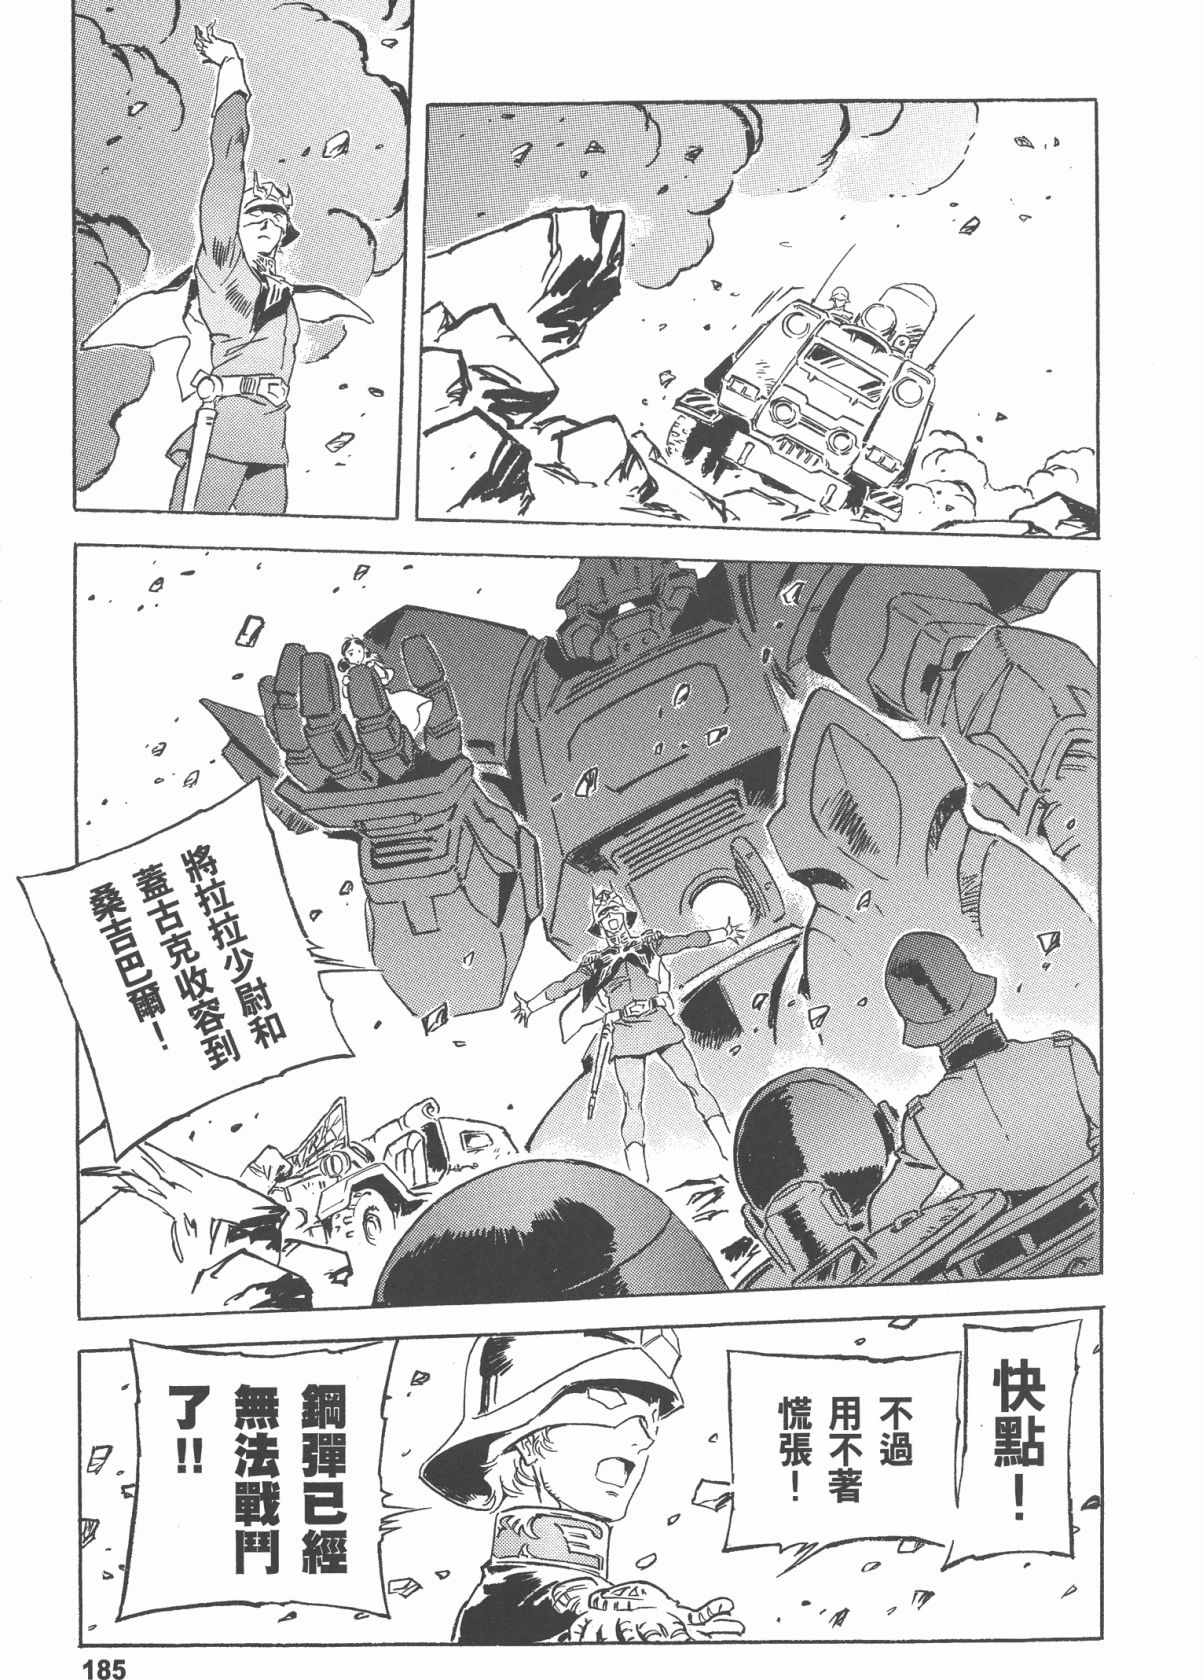 將拉拉少尉和
蓋古克收容到
桑吉巴爾！
快點！
不過
用不著
慌張！
鋼彈已經
無法戰鬥
了!!
185